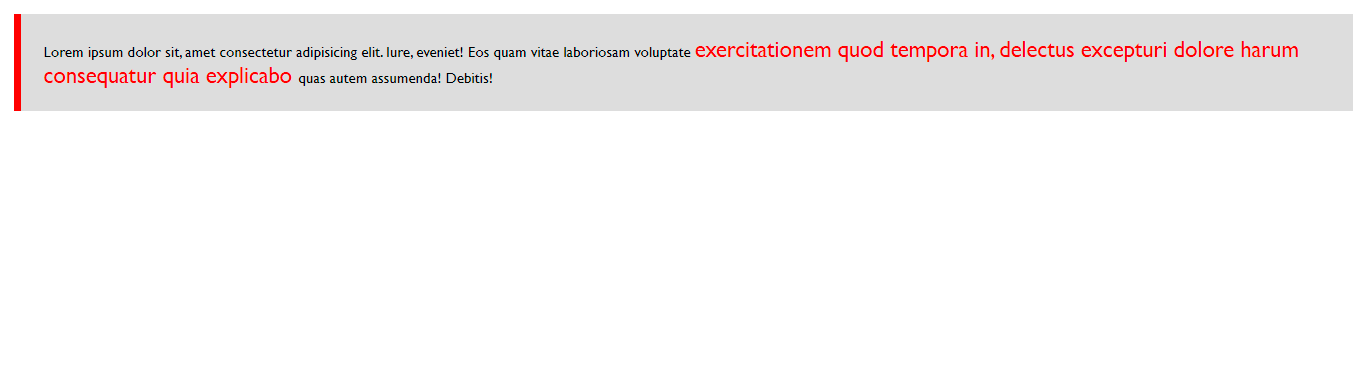 Lorem ipsum dolor sit, amet consectetur adipisicing elit. Iure, eveniet! Eos quam vitae laboriosam voluptate exercitationem quod tempora in, delectus excepturi dolore harum
consequatur quia explicabo quas autem assumenda! Debitis!